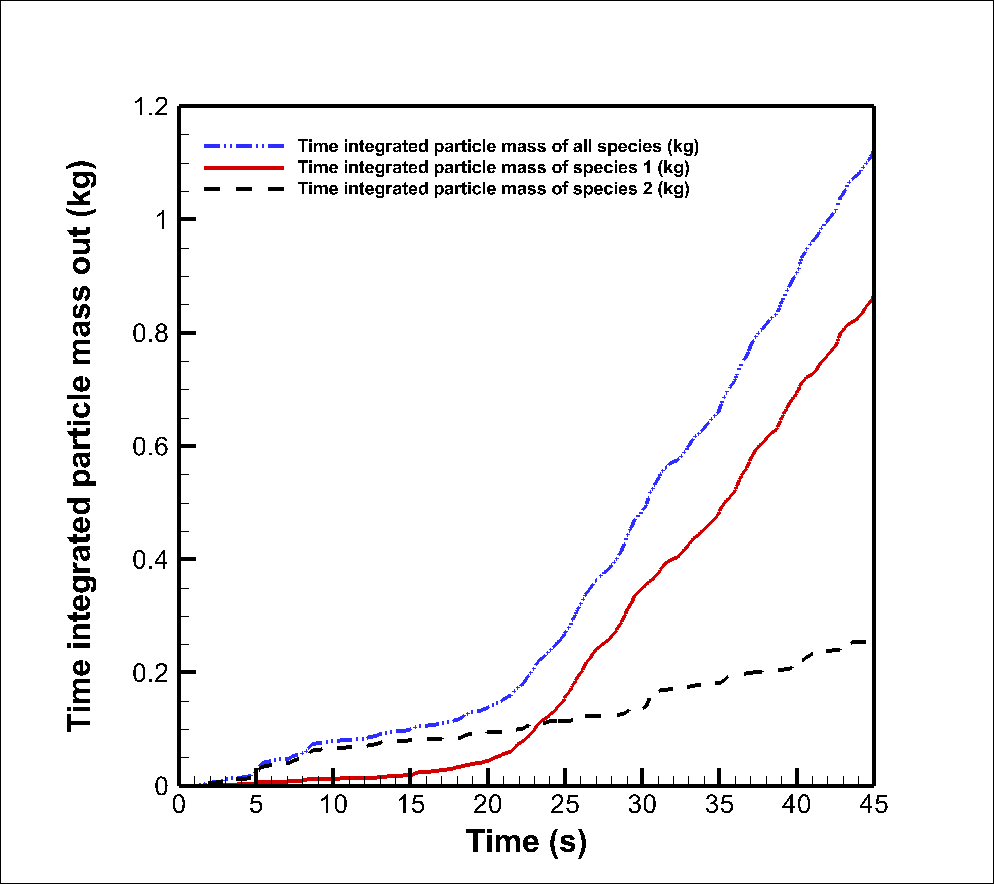 1.2
Time integrated particle mass of all species (kg)
Time integrated particle mass of species 1 (kg)
Time integrated particle mass of species 2 (kg)
1
0.8
0.6
0.4
0.2
0
Time integrated particle mass out (kg)
0 5 10 15 20 25 30 35 40 45
Time (s)